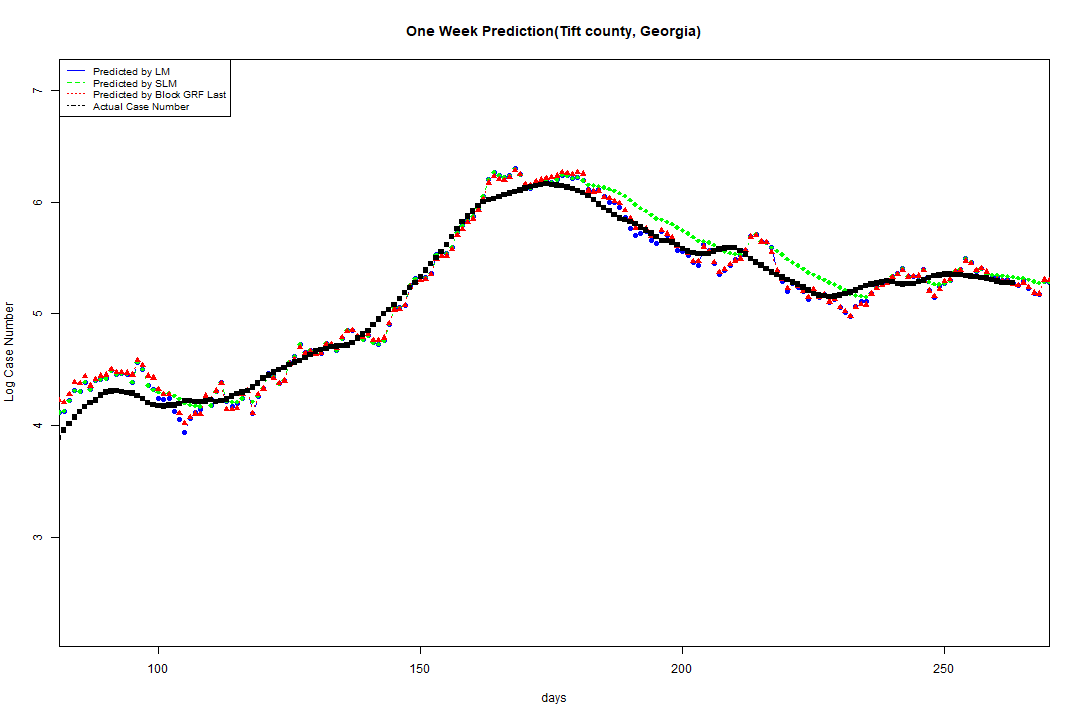 One Week Prediction(Tift county, Georgia)
Predicted by LM
Predicted by SLM
Predicted by Block GRF Last
Actual Case Number
7
6
5
4
3
Log Case Number
100 150 200 250
days